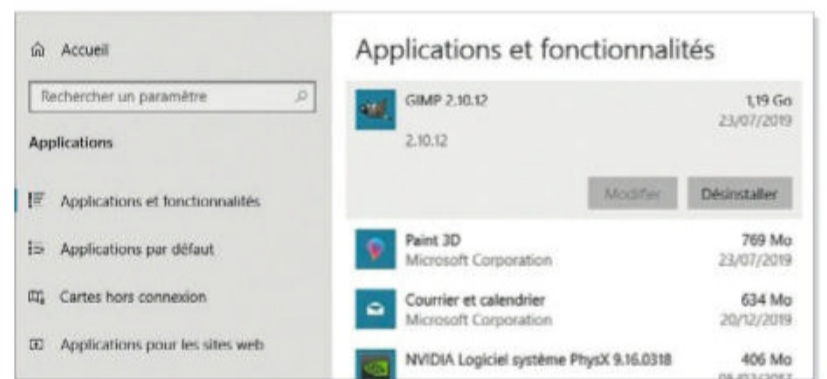 Accueil
Rechercher un paramètre
Applications
Applications et fonctionnalités
Applications par défaut
Cartes hors connexion
Applications pour les sites web
Applications et fonctionnalités
GIMP 2.10.12 1,19 Go
23/07/2019
2.10.12
Modifier Désinstaller
Paint 3D 769 Mo
Microsoft Corporation 23/07/2019
Courrier et calendrier 634 Mo
Microsoft Corporation 20/12/2019
NVIDIA Logiciel système PhysX 9.16.0318 406 Mo